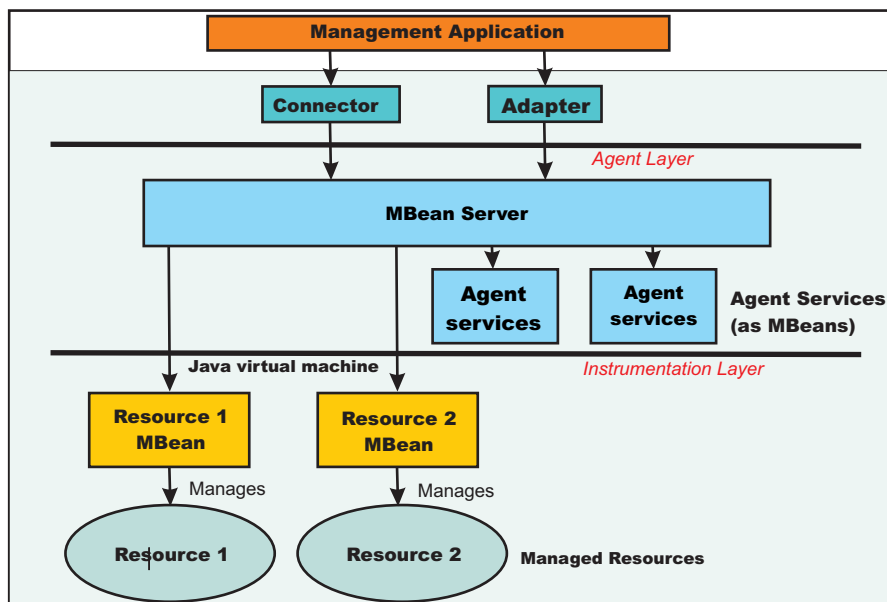 Management Application
Connector
Adapter
Agent Layer
MBean Server
Agent
services
Agent
services
Agent Services
(as MBeans)
Java virtual machine
Instrumentation Layer
Resource 1
MBean
Resource 2
MBean
Manages
Manages
Resource 1
Resource 2
Managed Resources